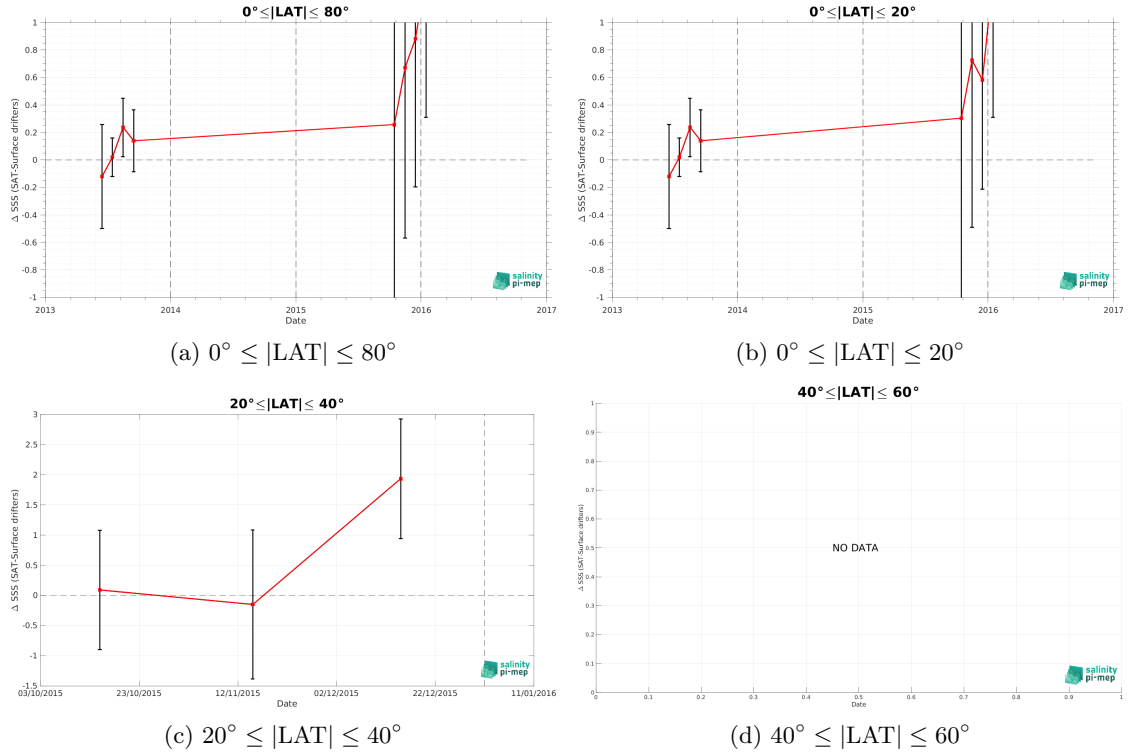 0°≤|LAT|≤ 80°
1
0.8
0.6
0.4
0.2
0
-0.2
-0.4
-0.6
-0.8
-1
Δ SSS (SAT-Surface drifters)
2013
2014
2015
2016
2017
Date
salinity
pi-mep
(a) 0° ≤ |LAT| ≤ 80°
0°≤|LAT|≤ 20°
1
0.8
0.6
0.4
0.2
0
-0.2
-0.4
-0.6
-0.8
-1
Δ SSS (SAT-Surface drifters)
2013
2014
2015
2016
2017
Date
salinity
pi-mep
(b) 0° ≤ |LAT| ≤ 20°
20°≤|LAT|≤ 40°
3
2.5
2
1.5
1
0.5
0
-0.5
-1
-1.5
Δ SSS (SAT-Surface drifters)
03/10/2015
23/10/2015
12/11/2015
02/12/2015
22/12/2015
11/01/2016
Date
salinity
pi-mep
(c) 20° ≤ |LAT| ≤ 40°
40°≤|LAT|≤ 60°
1
0.9
0.8
0.7
0.6
0.5
0.4
0.3
0.2
0.1
0
Δ SSS (SAT-Surface drifters)
NO DATA
0
0.1
0.2
0.3
0.4
0.5
0.6
0.7
0.8
0.9
1
Date
salinity
pi-mep
(d) 40° ≤ |LAT| ≤ 60°